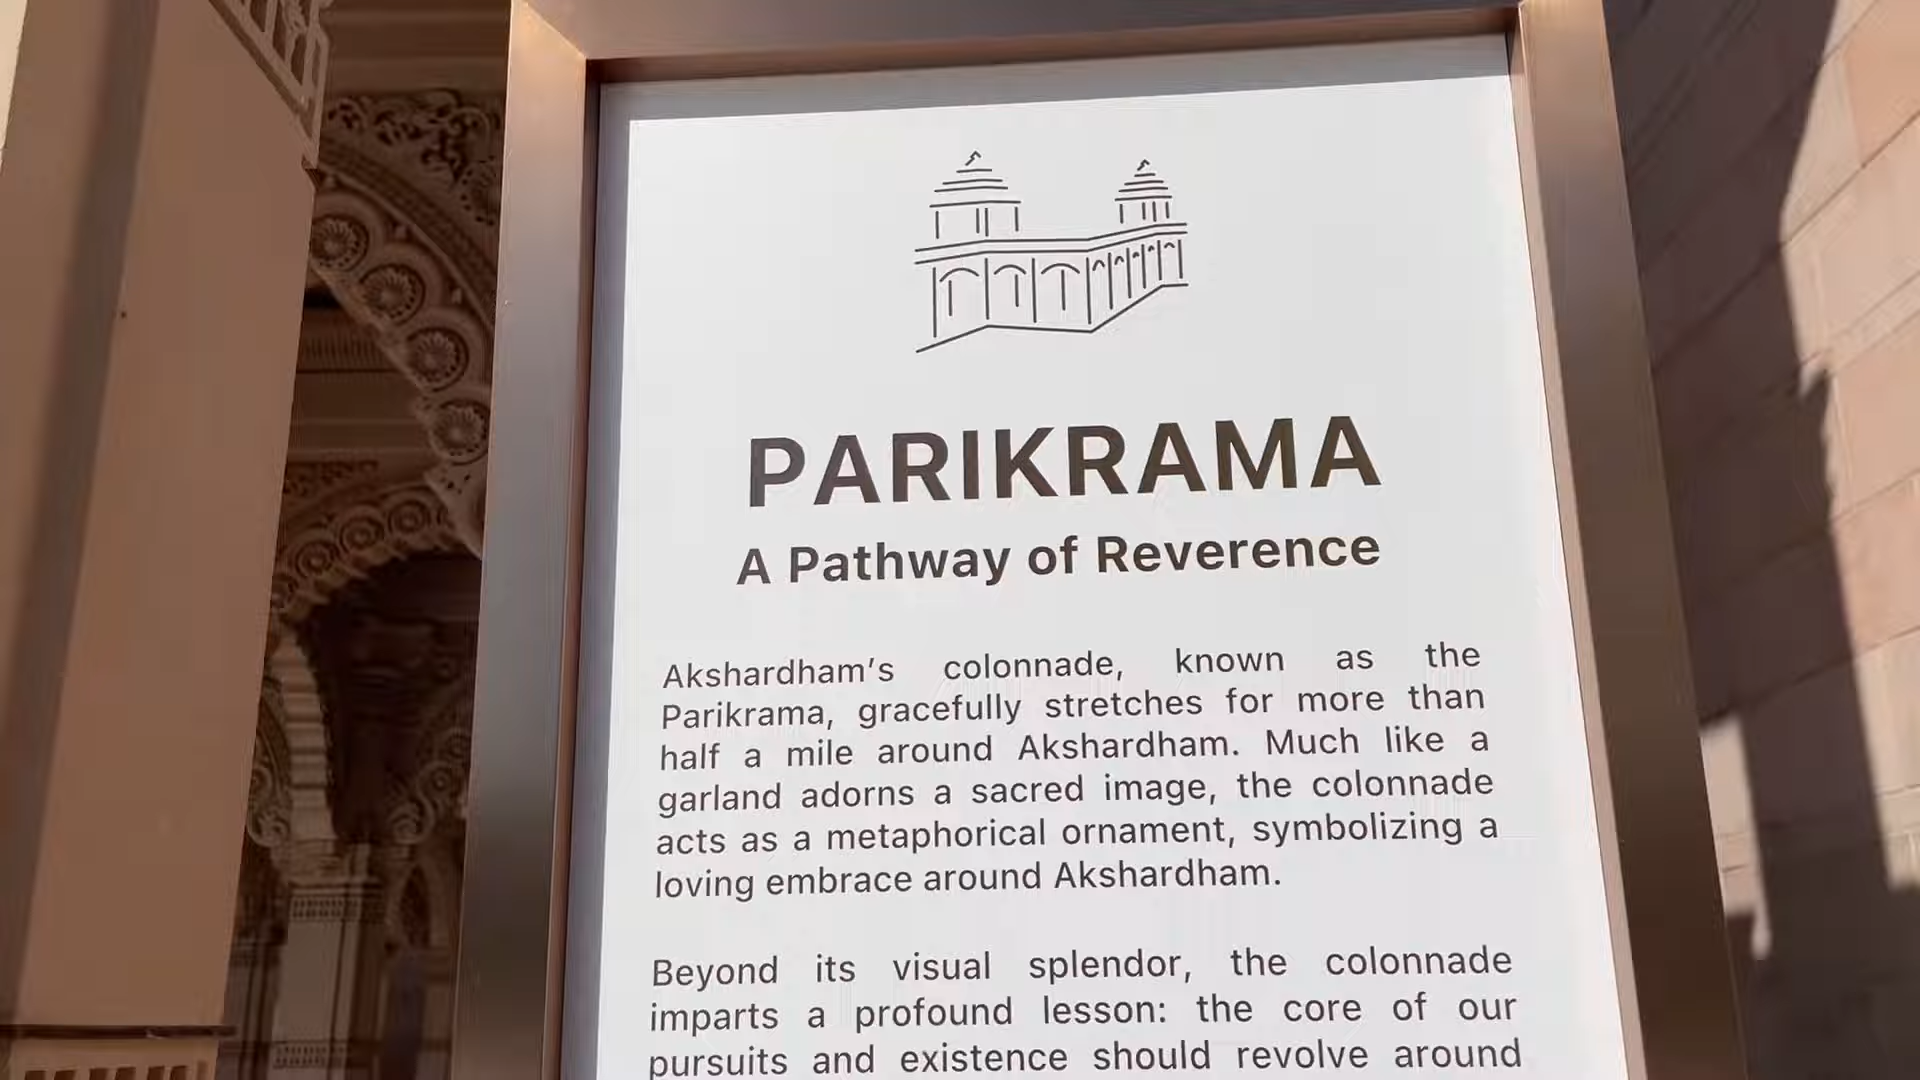 PARIKRAMA
A Pathway of Reverence
Akshardham’s colonnade, known as the
Parikrama, gracefully stretches for more than
half a mile around Akshardham. Much like a
garland adorns a sacred image, the colonnade
acts as a metaphorical ornament, symbolizing a
loving embrace around Akshardham.
Beyond its visual splendor, the colonnade
imparts a profound lesson: the core of our
pursuits and existence should revolve around